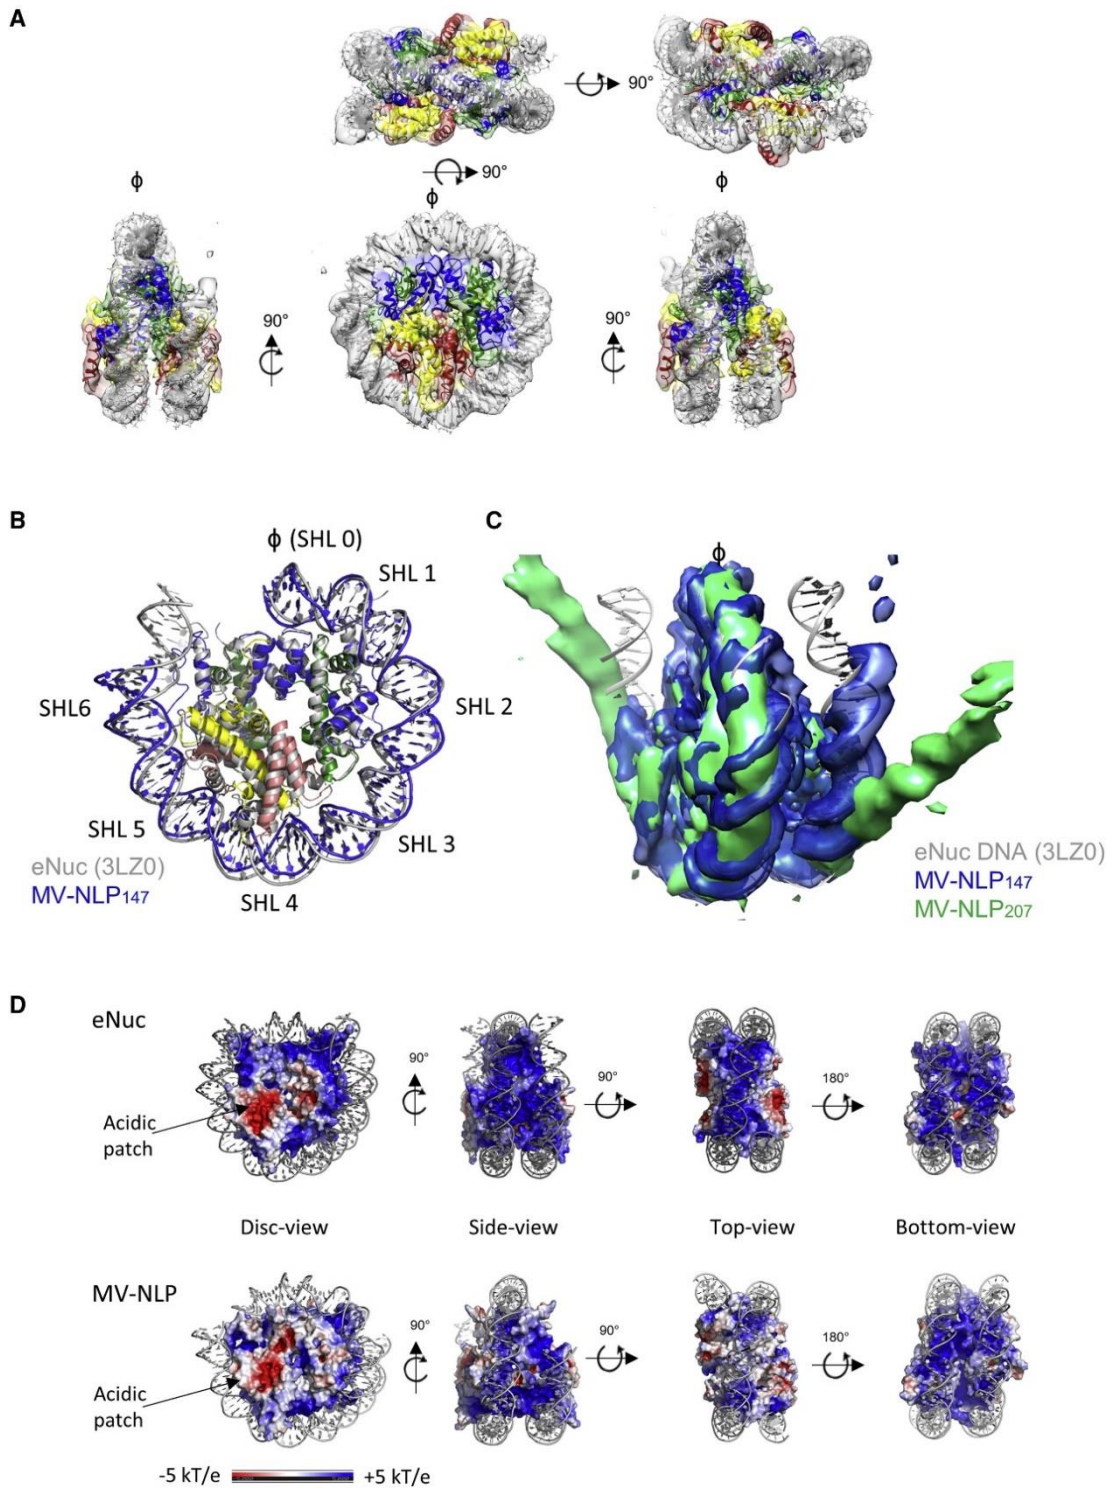 A
90°
90°
ϕ
ϕ
ϕ
90°
90°
B
C
ϕ (SHL 0)
SHL 1
SHL6
SHL 2
SHL 5
SHL 3
SHL 4
eNuc (3LZ0)
MV-NLP147
ϕ
eNuc DNA (3LZ0)
MV-NLP147
MV-NLP207
D
eNuc
90°
90°
180°
Acidic
patch
Disc-view
Side-view
Top-view
Bottom-view
MV-NLP
90°
90°
180°
Acidic
patch
-5 kT/e
+5 kT/e